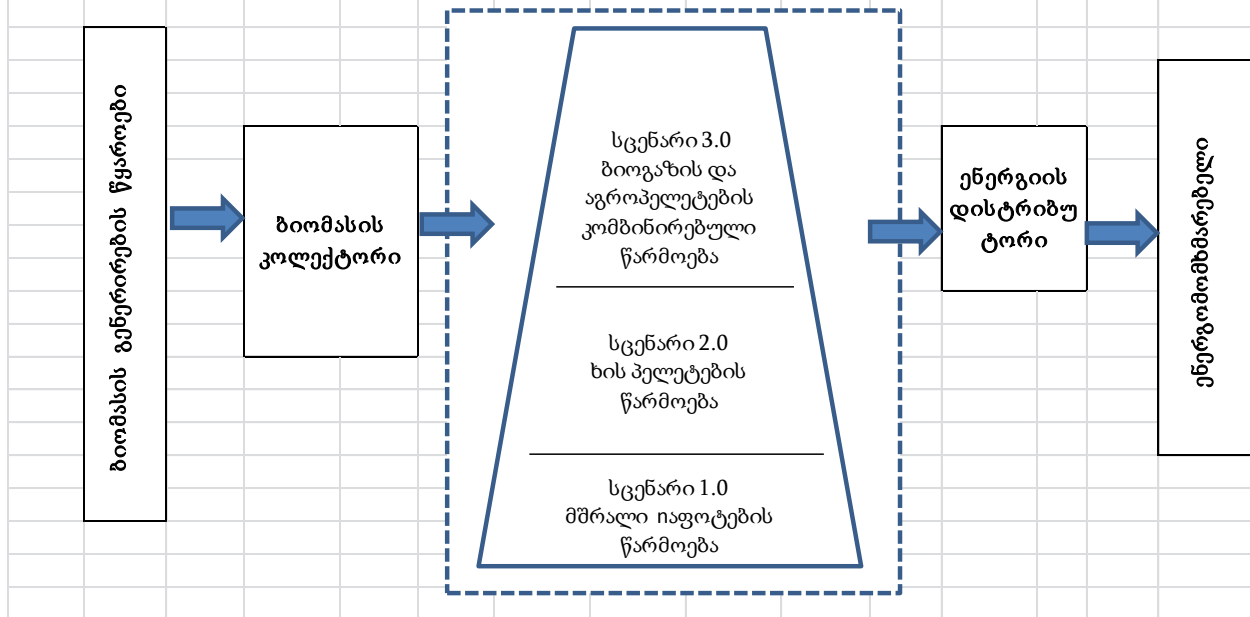 ბიომასის გენერირების წყაროები
ბიომასის
კოლექტორი
სცენარი 3.0
ბიოგაზის და
აგროპელეტების
კომბინირებული
წარმოება
სცენარი 2.0
ხის პელეტების
წარმოება
სცენარი 1.0
მშრალი nაფოტების
წარმოება
ენერგიის
დისტრიბუ
ტორი
ენერგომომხმარებელი